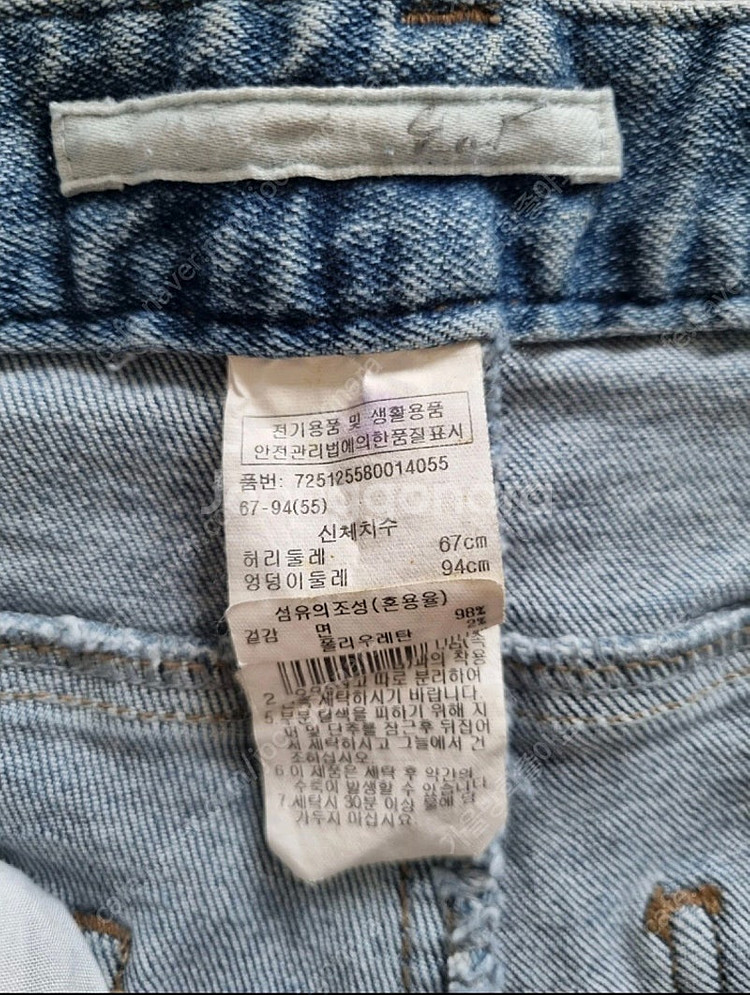 전기용품 및 생활용품
안전관리법에의한품질표시
품번: 725125580014055
67-94(55)
신체치수
허리둘레 67cm
엉덩이둘레 94cm
섬유의조성(혼용율)
겉감 면 98%
폴리우레탄 2%
따로 분리하여
세탁하시기 바랍니다.
탈색을 피하기 위해 지
퍼 및 단추를 잠근후 뒤집어
서 세탁하시고 그늘에서 건
조하십시오
6 이 제품은 세탁 후 약간의
수축이 발생할 수 있습니다
7.세탁시 30분 이상 물에 담
가두지 마십시요.